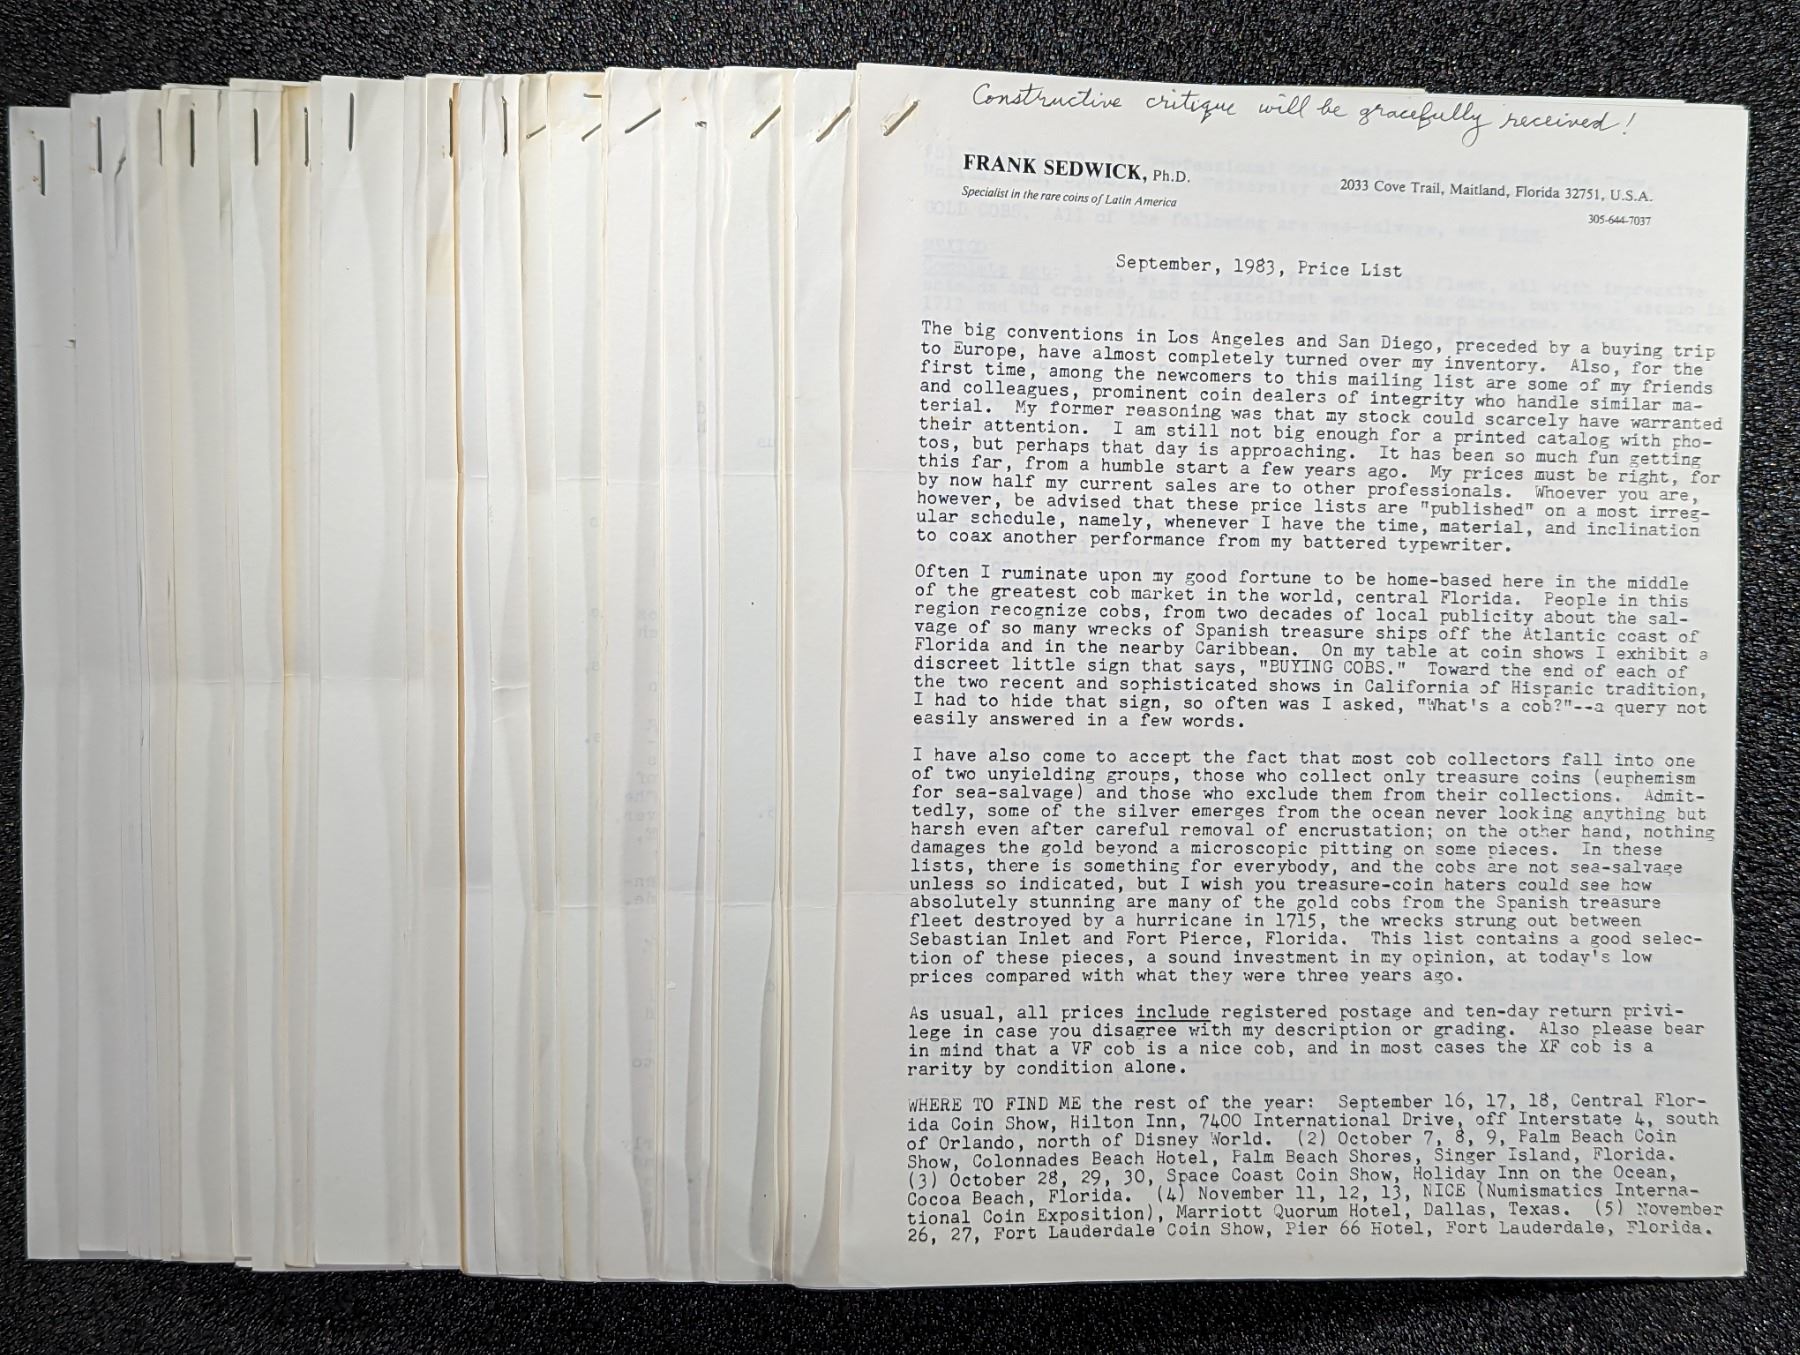 Constructive critique will be gracefully received!
FRANK SEDWICK, Ph.D.
Specialist in the rare coins of Latin America
2033 Cove Trail, Maitland, Florida 32751, U.S.A.
305-644-7037
September, 1983, Price List
The big conventions in Los Angeles and San Diego, preceded by a buying trip
to Europe, have almost completely turned over my inventory. Also, for the
first time, among the newcomers to this mailing list are some of my friends
and colleagues, prominent coin dealers of integrity who handle similar ma-
terial. My former reasoning was that my stock could scarcely have warranted
their attention. I am still not big enough for a printed catalog with pho-
tos, but perhaps that day is approaching. It has been so much fun getting
this far, from a humble start a few years ago. My prices must be right, for
by now half my current sales are to other professionals. Whoever you are,
however, be advised that these price lists are "published" on a most irreg-
ular schedule, namely, whenever I have the time, material, and inclination
to coax another performance from my battered typewriter.
Often I ruminate upon my good fortune to be home-based here in the middle
of the greatest cob market in the world, central Florida. People in this
region recognize cobs, from two decades of local publicity about the sal-
vage of so many wrecks of Spanish treasure ships off the Atlantic coast of
Florida and in the nearby Caribbean. On my table at coin shows I exhibit a
discreet little sign that says, "BUYING COBS." Toward the end of each of
the two recent and sophisticated shows in California of Hispanic tradition,
I had to hide that sign, so often was I asked, "What's a cob?"--a query not
easily answered in a few words.
I have also come to accept the fact that most cob collectors fall into one
of two unyielding groups, those who collect only treasure coins (euphemism
for sea-salvage) and those who exclude them from their collections. Admit-
tedly, some of the silver emerges from the ocean never looking anything but
harsh even after careful removal of encrustation; on the other hand, nothing
damages the gold beyond a microscopic pitting on some pieces. In these
lists, there is something for everybody, and the cobs are not sea-salvage
unless so indicated, but I wish you treasure-coin haters could see how
absolutely stunning are many of the gold cobs from the Spanish treasure
fleet destroyed by a hurricane in 1715, the wrecks strung out between
Sebastian Inlet and Fort Pierce, Florida. This list contains a good selec-
tion of these pieces, a sound investment in my opinion, at today's low
prices compared with what they were three years ago.
As usual, all prices include registered postage and ten-day return privi-
lege in case you disagree with my description or grading. Also please bear
in mind that a VF cob is a nice cob, and in most cases the XF cob is a
rarity by condition alone.
WHERE TO FIND ME the rest of the year: September 16, 17, 18, Central Flor-
ida Coin Show, Hilton Inn, 7400 International Drive, off Interstate 4, south
of Orlando, north of Disney World. (2) October 7, 8, 9, Palm Beach Coin
Show, Colonnades Beach Hotel, Palm Beach Shores, Singer Island, Florida.
(3) October 28, 29, 30, Space Coast Coin Show, Holiday Inn on the Ocean,
Cocoa Beach, Florida. (4) November 11, 12, 13, NICE (Numismatics Interna-
tional Coin Exposition), Marriott Quorum Hotel, Dallas, Texas. (5) November
26, 27, Fort Lauderdale Coin Show, Pier 66 Hotel, Fort Lauderdale, Florida.